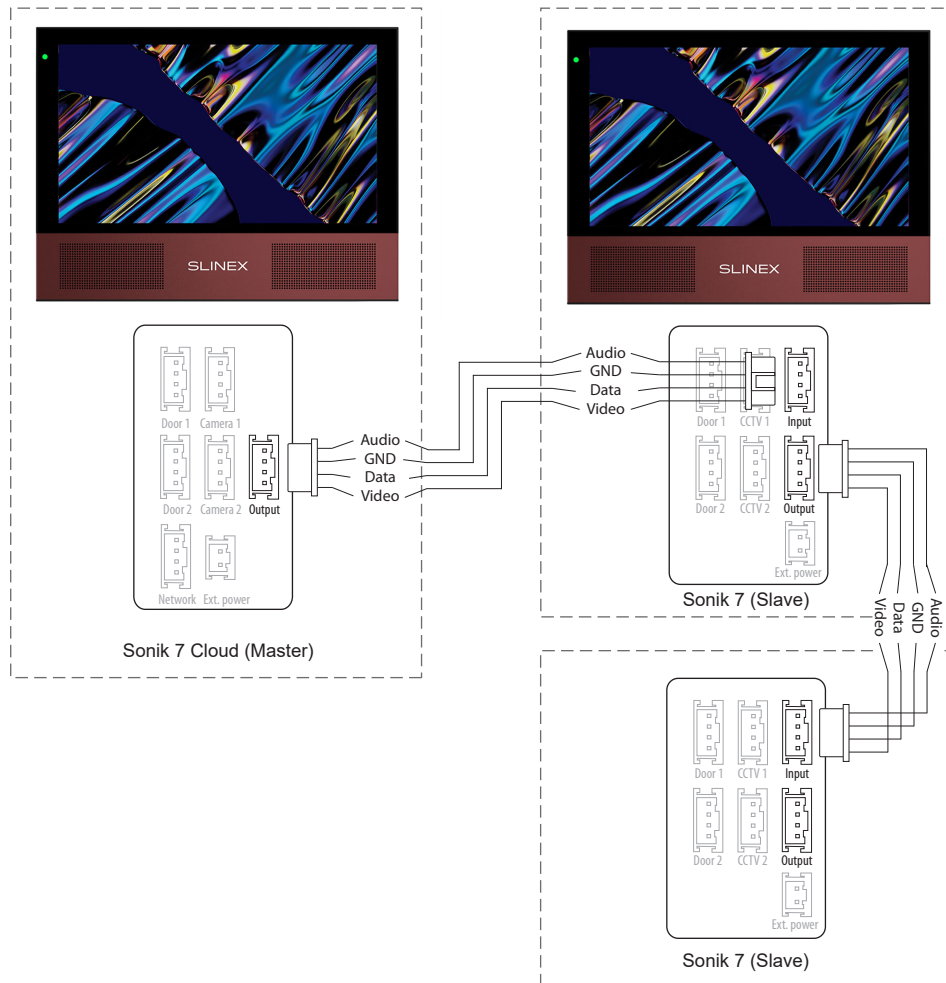 SLINEX
Door 1
Camera 1
Door 2
Camera 2
Output
Network
Ext. power
Audio
GND
Data
Video
Sonik 7 Cloud (Master)
Audio
GND
Data
Video
SLINEX
Door 1
CCTV 1
Input
Door 2
CCTV 2
Output
Ext. power
Sonik 7 (Slave)
Video
Data
GND
Audio
Door 1
CCTV 1
Input
Door 2
CCTV 2
Output
Ext. power
Sonik 7 (Slave)